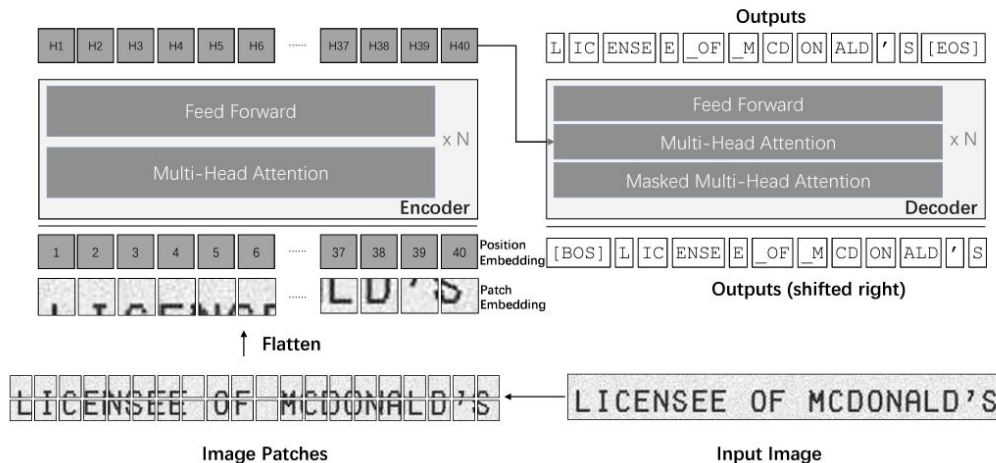 Outputs
H1 H2 H3 H4 H5 H6 ...... H37 H38 H39 H40
L IC ENSE E _OF _M CD ON ALD ' S [EOS]
Feed Forward
Multi-Head Attention
x N
Encoder
Feed Forward
Multi-Head Attention
Masked Multi-Head Attention
x N
Decoder
1 2 3 4 5 6 ...... 37 38 39 40
Position Embedding
[BOS] L IC ENSE E _OF _M CD ON ALD ' S
LICENSE ...... LD'S
Patch Embedding
Outputs (shifted right)
Flatten
LICENSEE OF MCDONALD'S
LICENSEE OF MCDONALD'S
Image Patches
Input Image